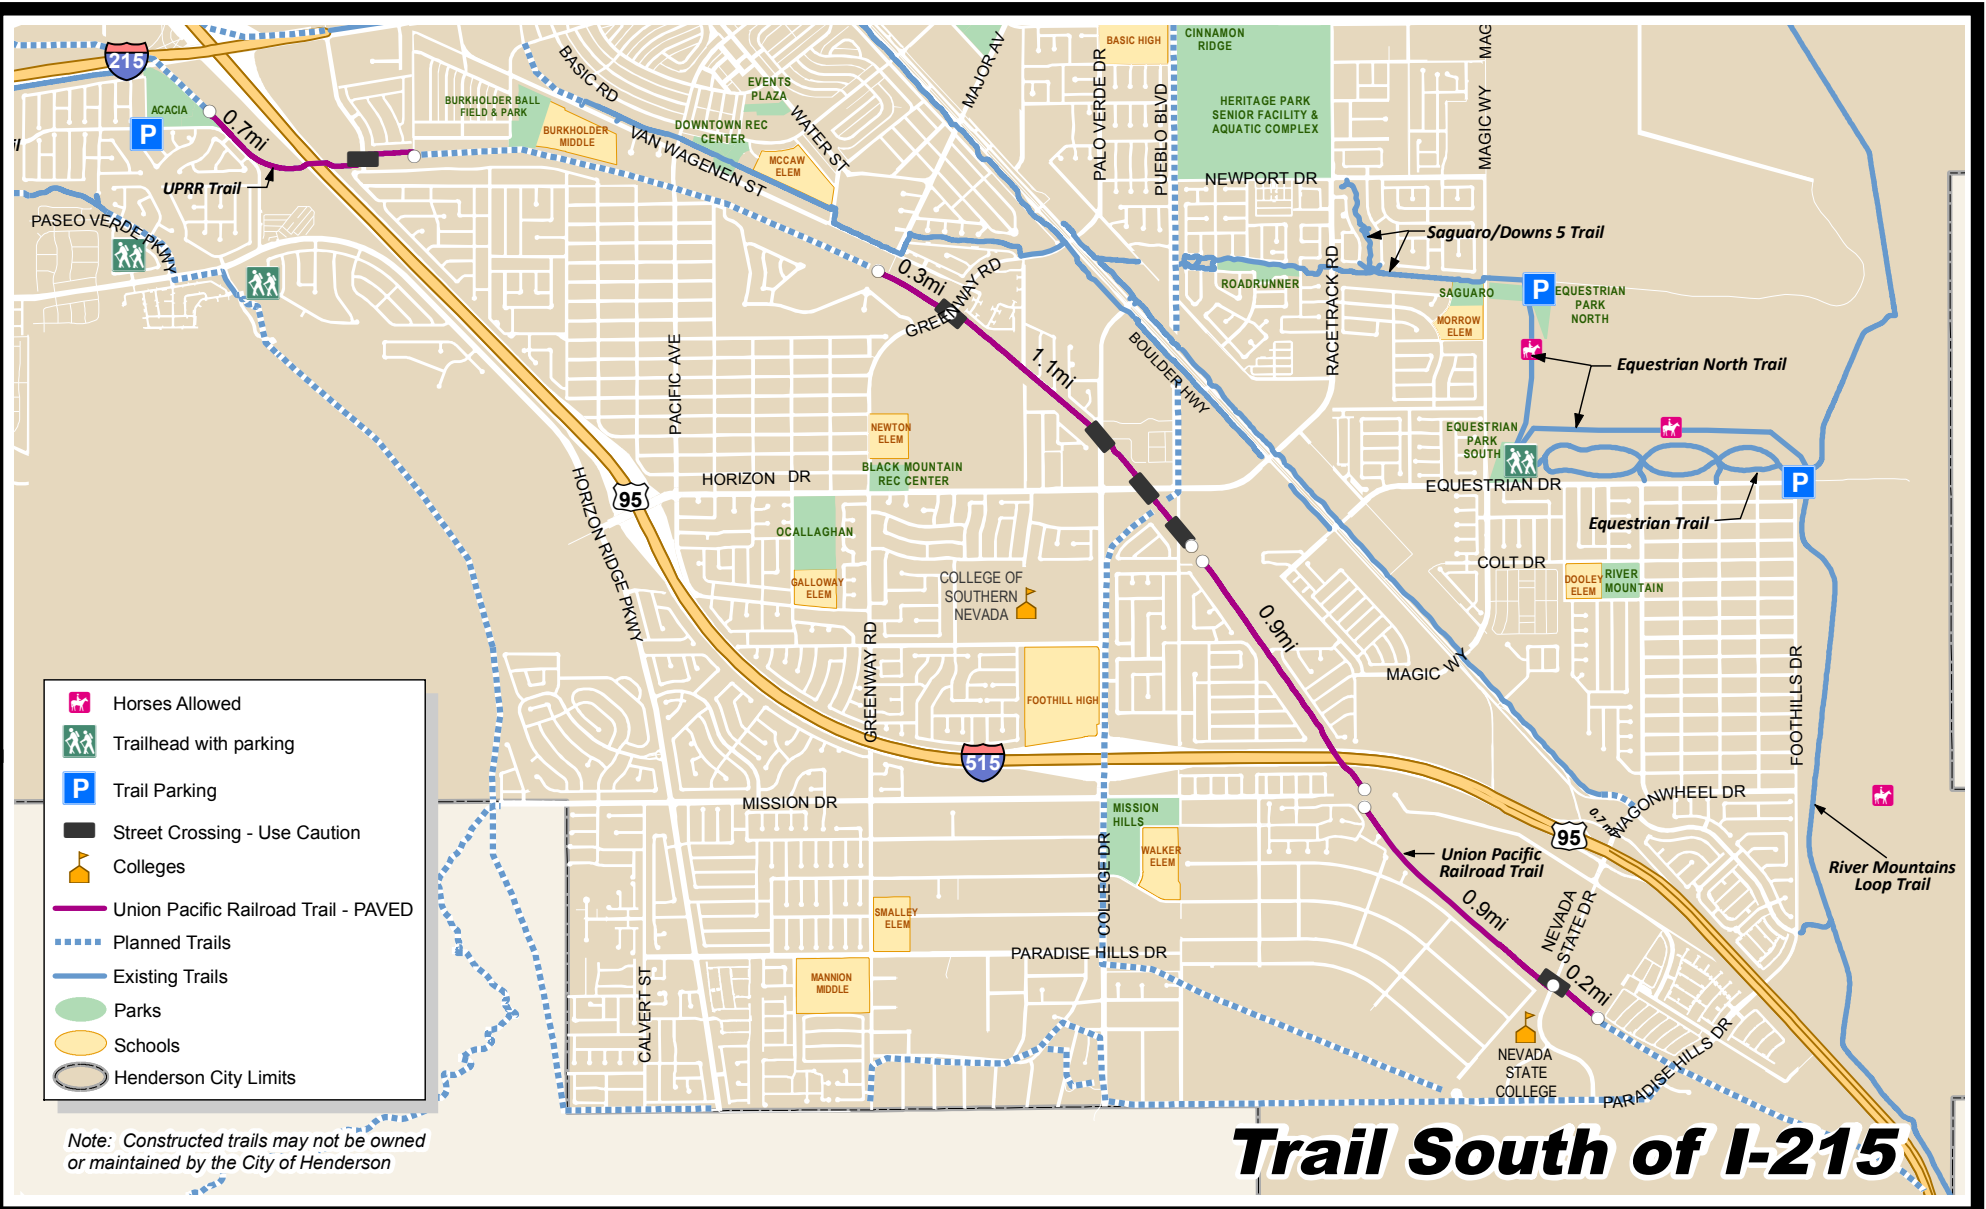 215
ACACIA
P
0.7mi
UPRR Trail
PASEO VERDE PKWY
BASIC RD
BURKHOLDER BALL
FIELD & PARK
BURKHOLDER
MIDDLE
VAN WAGENEN ST
EVENTS
PLAZA
DOWNTOWN REC
CENTER
WATER ST
MCCAW
ELEM
MAJOR AV
BASIC HIGH
PALO VERDE DR
PUEBLO BLVD
CINNAMON
RIDGE
HERITAGE PARK
SENIOR FACILITY &
AQUATIC COMPLEX
MAG
MAGIC WY
NEWPORT DR
Saguaro/Downs 5 Trail
RACETRACK RD
ROADRUNNER
SAGUARO
P
EQUESTRIAN
PARK
NORTH
MORROW
ELEM
Equestrian North Trail
0.3mi
GREENWAY RD
1.1mi
BOULDER HWY
PACIFIC AVE
NEWTON
ELEM
BLACK MOUNTAIN
REC CENTER
HORIZON DR
EQUESTRIAN
PARK
SOUTH
EQUESTRIAN DR
P
Equestrian Trail
95
HORIZON RIDGE PKWY
OCALLAGHAN
GALLOWAY
ELEM
COLLEGE OF
SOUTHERN
NEVADA
COLT DR
DOOLEY
ELEM
RIVER
MOUNTAIN
0.9mi
GREENWAY RD
FOOTHILL HIGH
MAGIC WY
FOOTHILLS DR
515
MISSION DR
MISSION
HILLS
WALKER
ELEM
COLLEGE DR
95
0.7 mi
WAGONWHEEL DR
Union Pacific
Railroad Trail
River Mountains
Loop Trail
0.9mi
NEVADA
STATE DR
SMALLEY
ELEM
PARADISE HILLS DR
MANNION
MIDDLE
CALVERT ST
0.2mi
NEVADA
STATE
COLLEGE
PARADISE HILLS DR
Horses Allowed
Trailhead with parking
P Trail Parking
Street Crossing - Use Caution
Colleges
Union Pacific Railroad Trail - PAVED
Planned Trails
Existing Trails
Parks
Schools
Henderson City Limits
Note: Constructed trails may not be owned
or maintained by the City of Henderson
Trail South of I-215